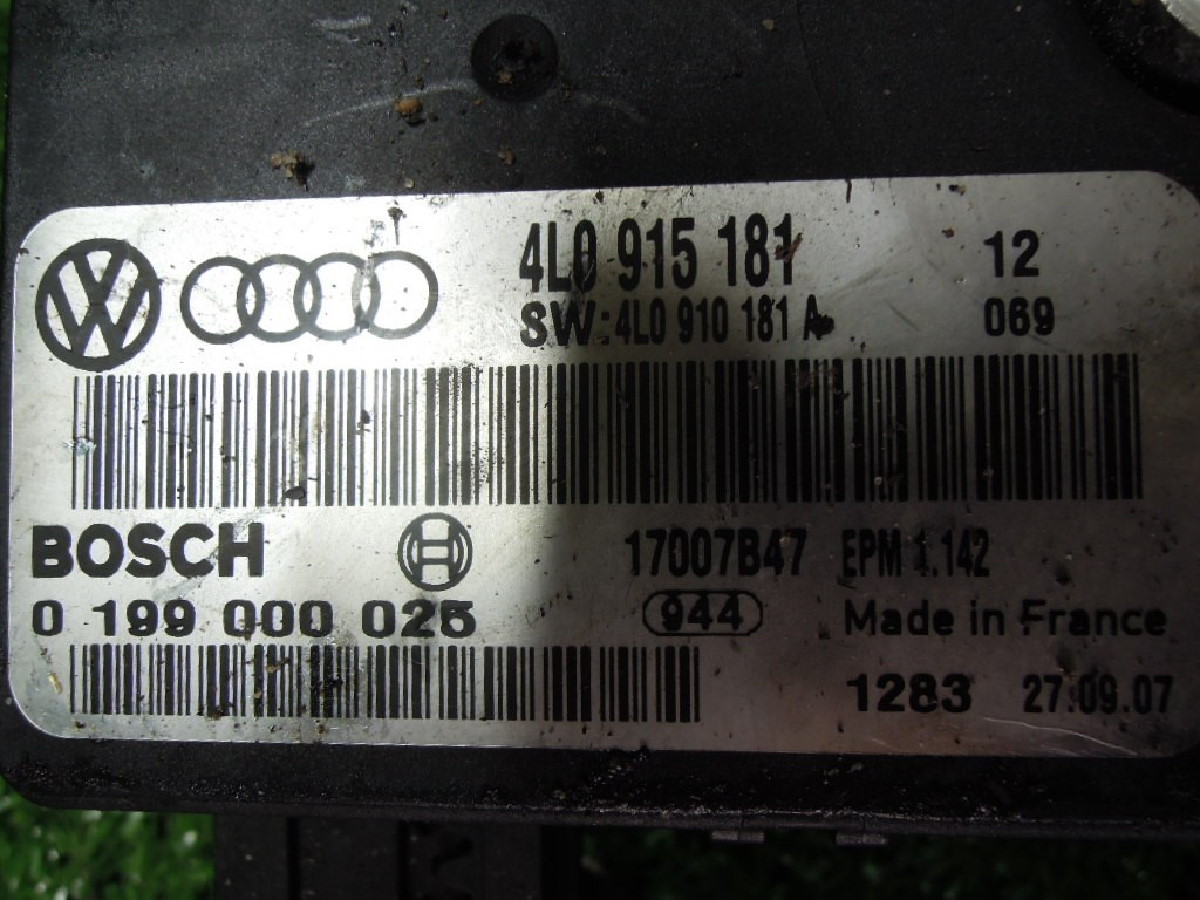 4L0 915 181 12
SW:4L0 910 181 A 069
BOSCH 17007B47 EPM 1.142
0 199 000 025 944 Made in France
1283 27.09.07